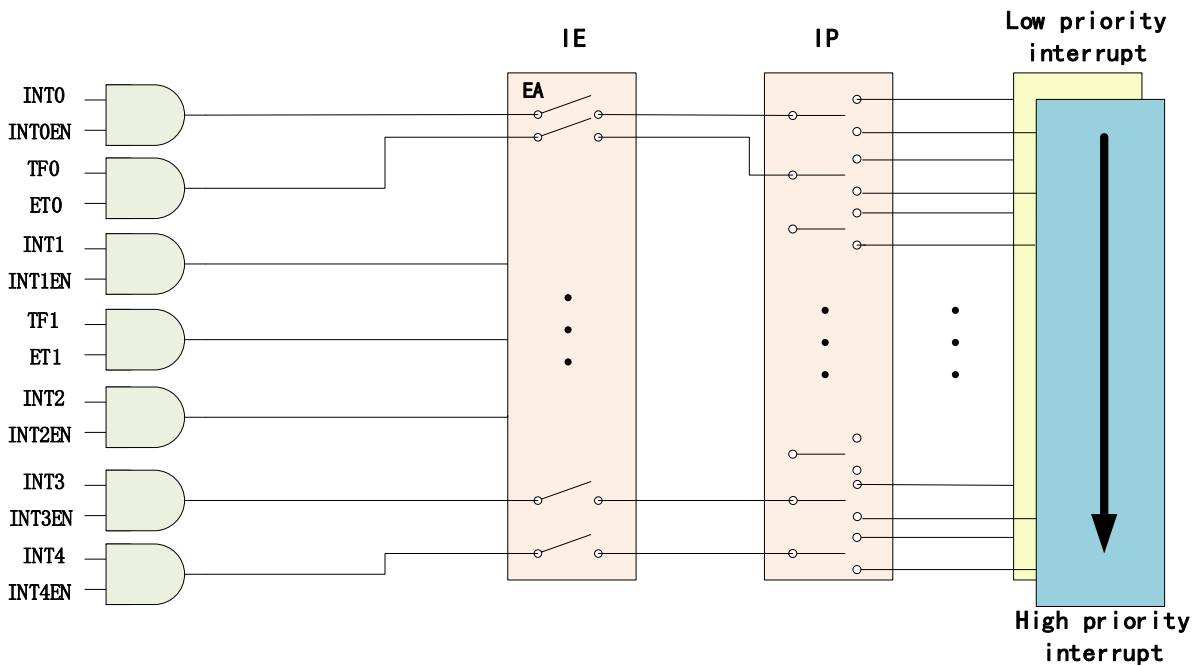 IE
IP
Low priority
interrupt
EA
INT0
INT0EN
TF0
ET0
INT1
INT1EN
TF1
ET1
INT2
INT2EN
INT3
INT3EN
INT4
INT4EN
High priority
interrupt